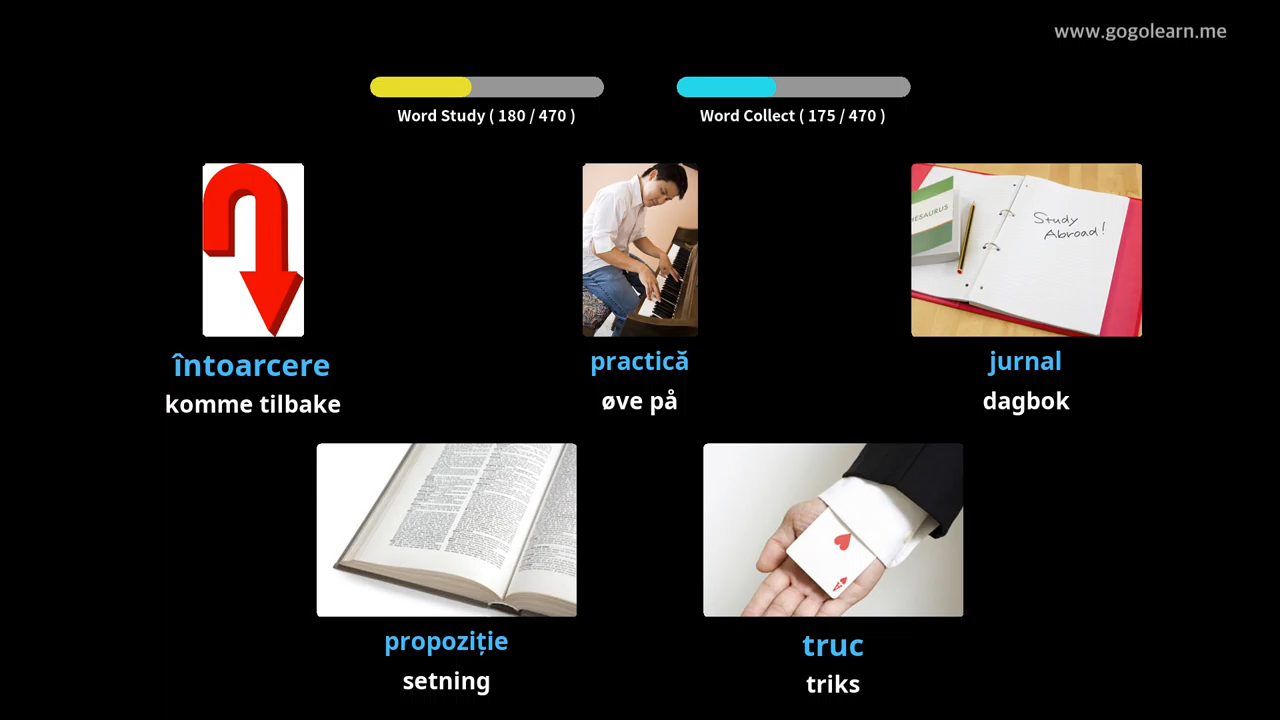 www.gogolearn.me
Word Study ( 180 / 470 )
Word Collect ( 175 / 470 )
THESAURUS
Study
Abroad!
întoarcere
komme tilbake
practică
øve på
jurnal
dagbok
propoziție
setning
truc
triks